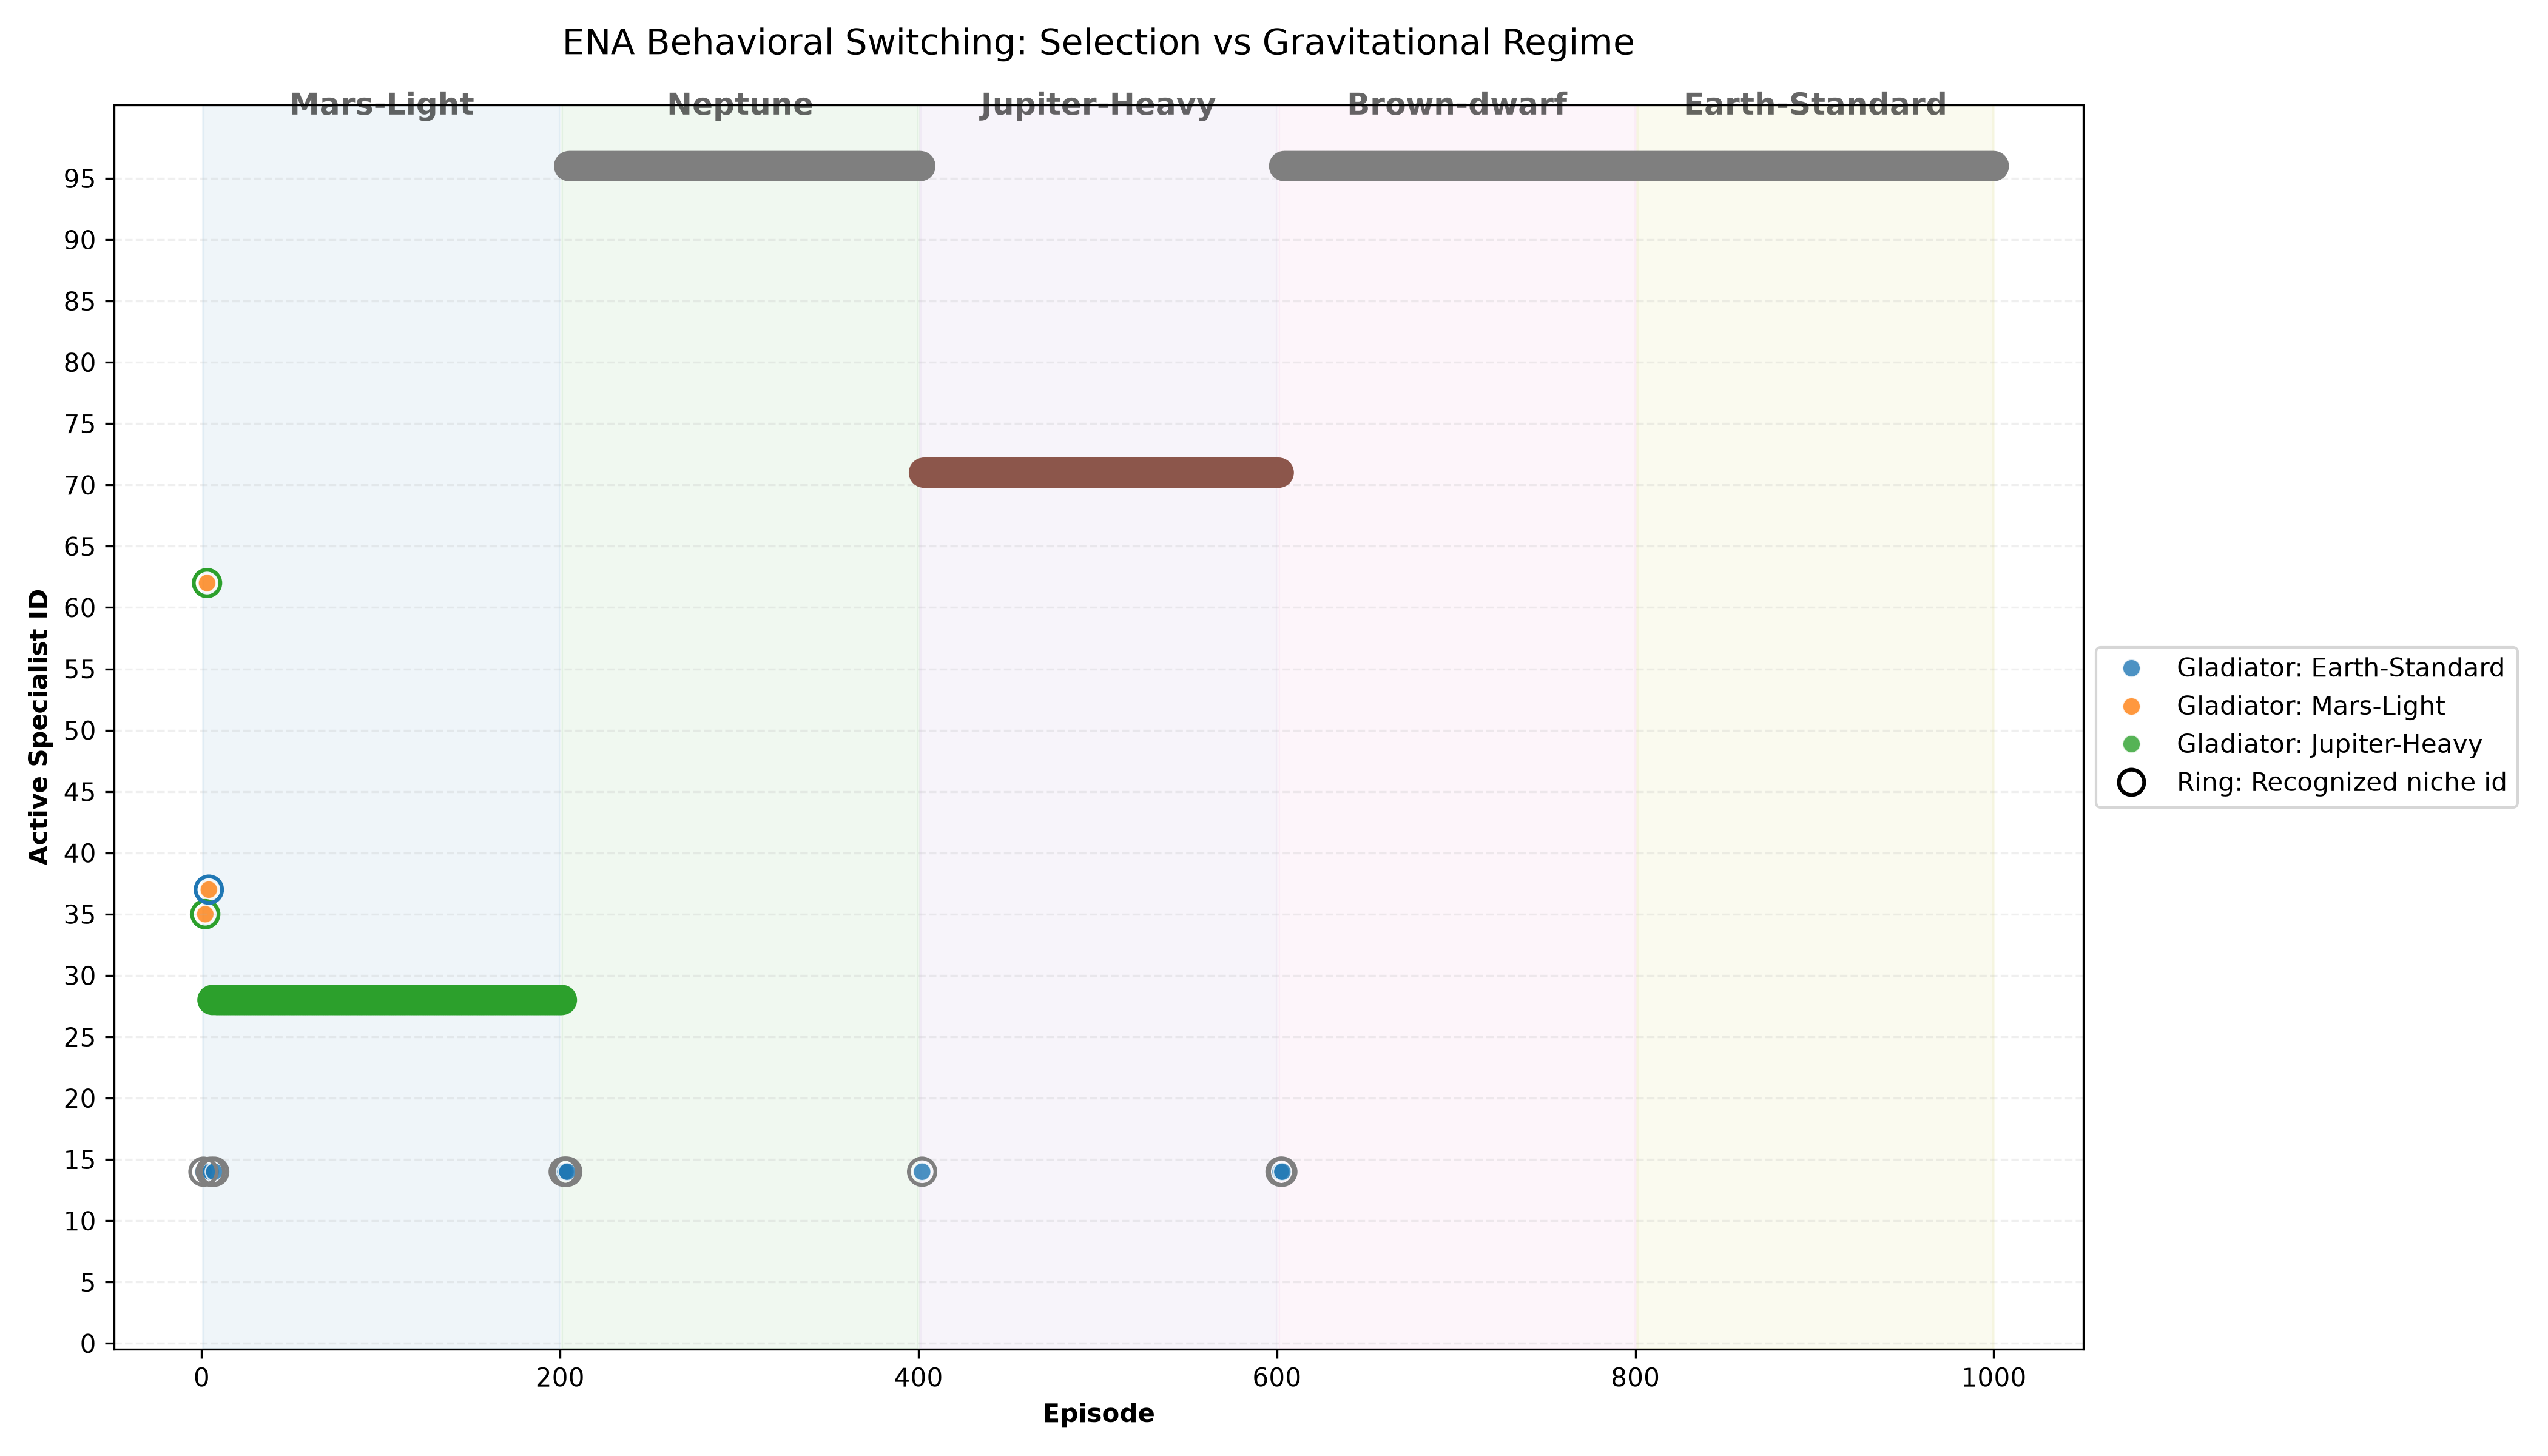 ENA Behavioral Switching: Selection vs Gravitational Regime
Mars-Light
Neptune
Jupiter-Heavy
Brown-dwarf
Earth-Standard
95
90
85
80
75
70
65
60
55
50
45
40
35
30
25
20
15
10
5
0
Active Specialist ID
0
200
400
600
800
1000
Episode
Gladiator: Earth-Standard
Gladiator: Mars-Light
Gladiator: Jupiter-Heavy
Ring: Recognized niche id